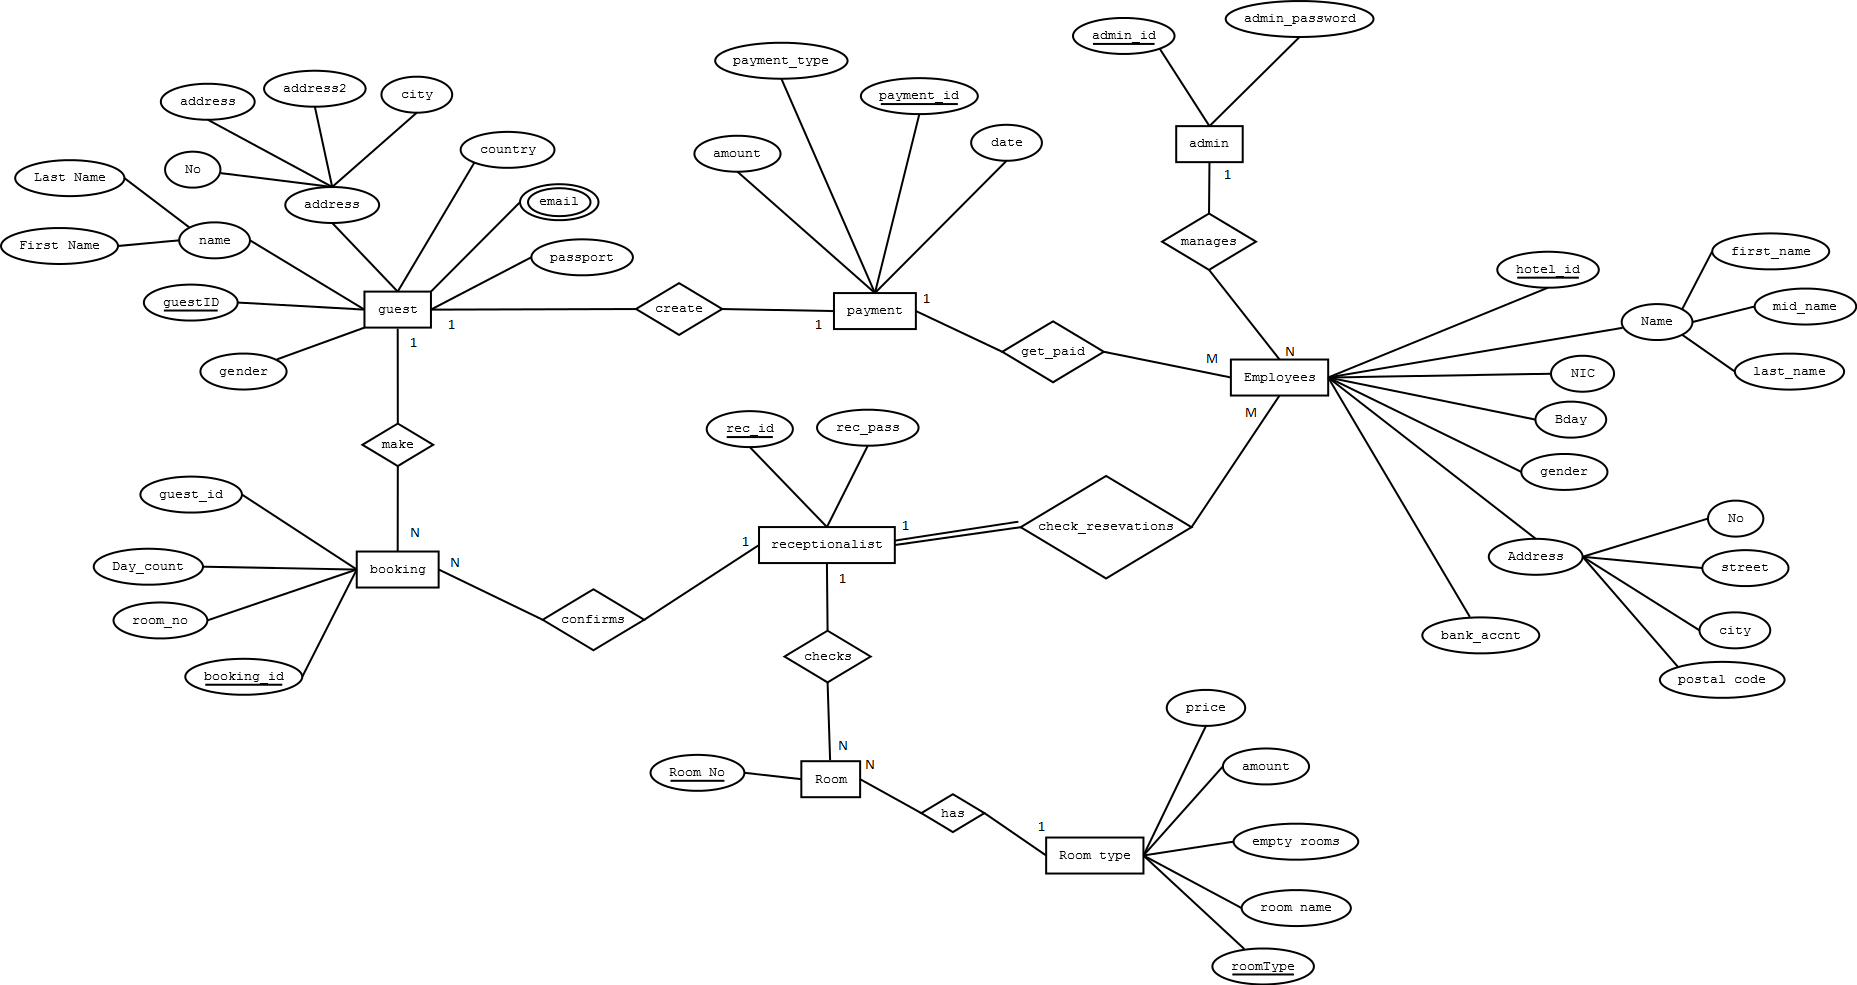 admin_password
admin_id
payment_type
address2
city
payment_id
address
date
admin
country
amount
No
1
Last Name
email
address
name
manages
First Name
first_name
passport
hotel_id
guestID
1
mid_name
create
guest
payment
Name
1
1
1
get_paid
N
M
gender
Employees
NIC
last_name
M
Bday
rec_id
rec_pass
make
gender
guest_id
No
1
check_resevations
N
1
receptionalist
Address
N
Day_count
booking
street
1
room_no
confirms
city
bank_accnt
checks
booking_id
postal code
price
N
N
Room No
Room
amount
has
1
empty rooms
Room type
room name
roomType